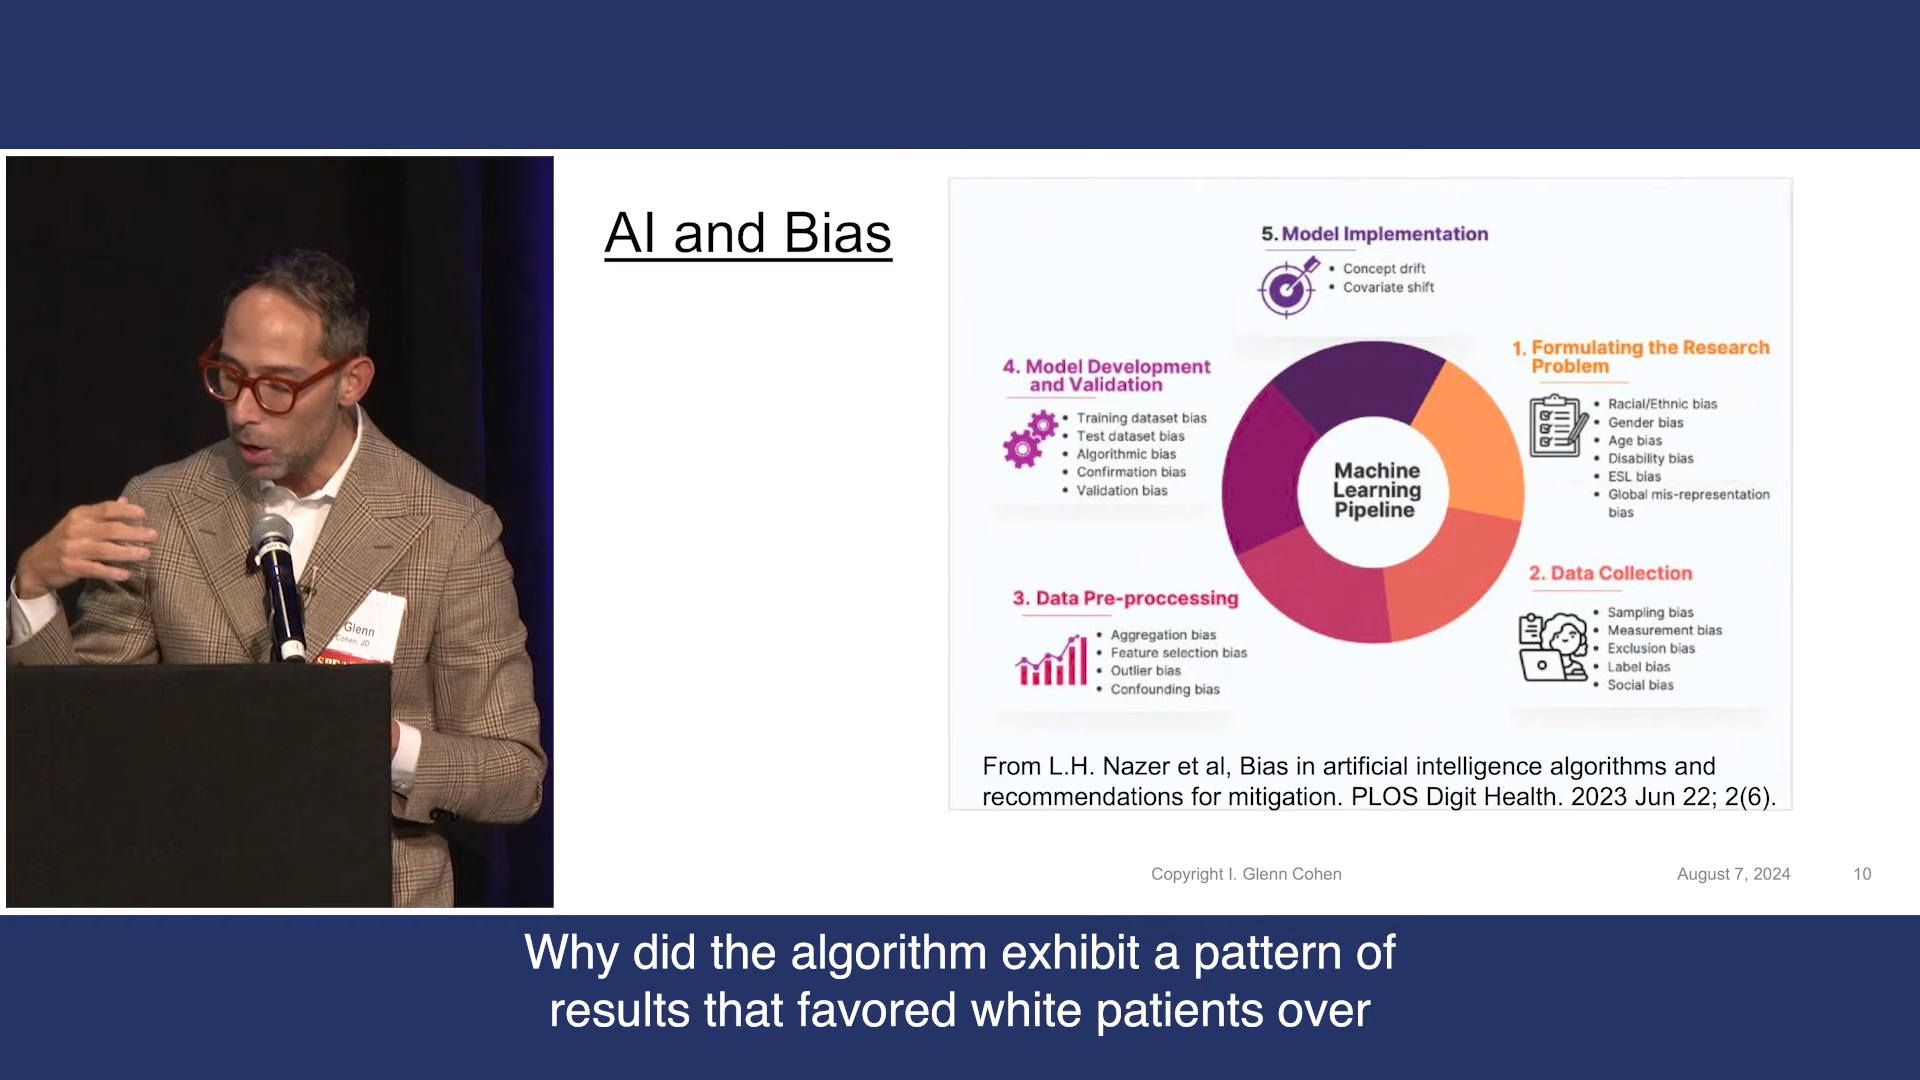 AI and Bias
5. Model Implementation
• Concept drift
• Covariate shift
1. Formulating the Research
Problem
• Racial/Ethnic bias
• Gender bias
• Age bias
• Disability bias
• ESL bias
• Global mis-representation
bias
2. Data Collection
• Sampling bias
• Measurement bias
• Exclusion bias
• Label bias
• Social bias
3. Data Pre-proccessing
• Aggregation bias
• Feature selection bias
• Outlier bias
• Confounding bias
4. Model Development
and Validation
• Training dataset bias
• Test dataset bias
• Algorithmic bias
• Confirmation bias
• Validation bias
Machine
Learning
Pipeline
From L.H. Nazer et al, Bias in artificial intelligence algorithms and
recommendations for mitigation. PLOS Digit Health. 2023 Jun 22; 2(6).
Copyright I. Glenn Cohen
August 7, 2024
10
Glenn
Cohen, JD
Why did the algorithm exhibit a pattern of
results that favored white patients over